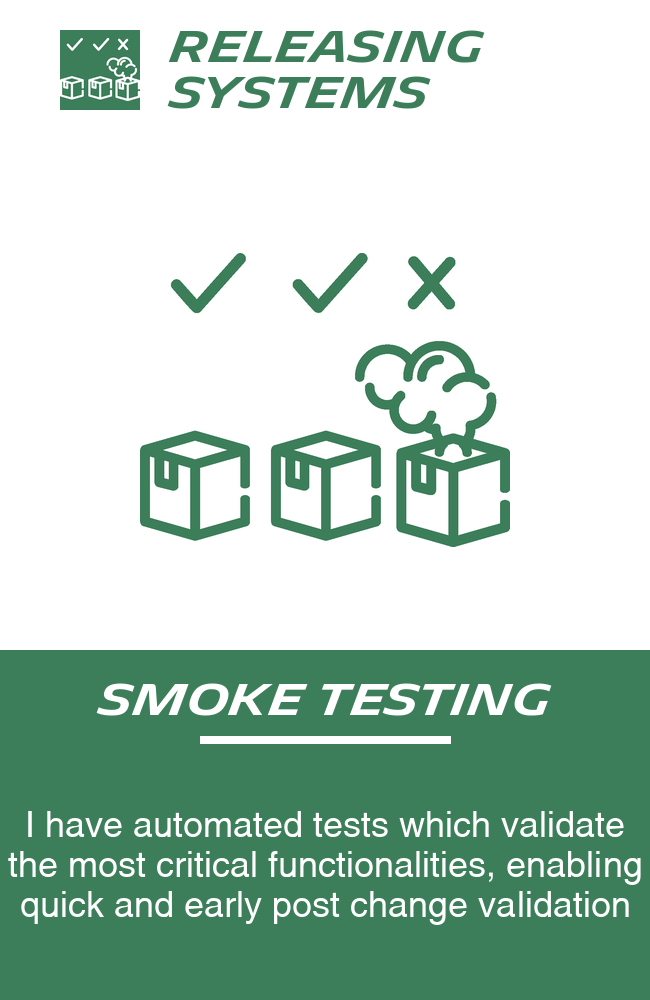 RELEASING
SYSTEMS
SMOKE TESTING
I have automated tests which validate
the most critical functionalities, enabling
quick and early post change validation